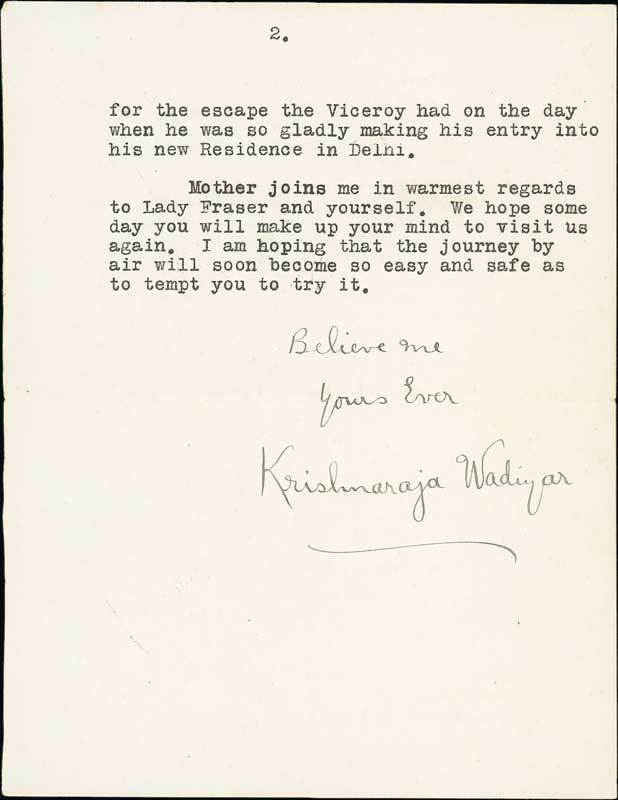 2.
for the escape the Viceroy had on the day
when he was so gladly making his entry into
his new Residence in Delhi.
Mother joins me in warmest regards
to Lady Fraser and yourself. We hope some
day you will make up your mind to visit us
again. I am hoping that the journey by
air will soon become so easy and safe as
to tempt you to try it.
Believe me
Yours Ever
Krishnaraja Wadiyar